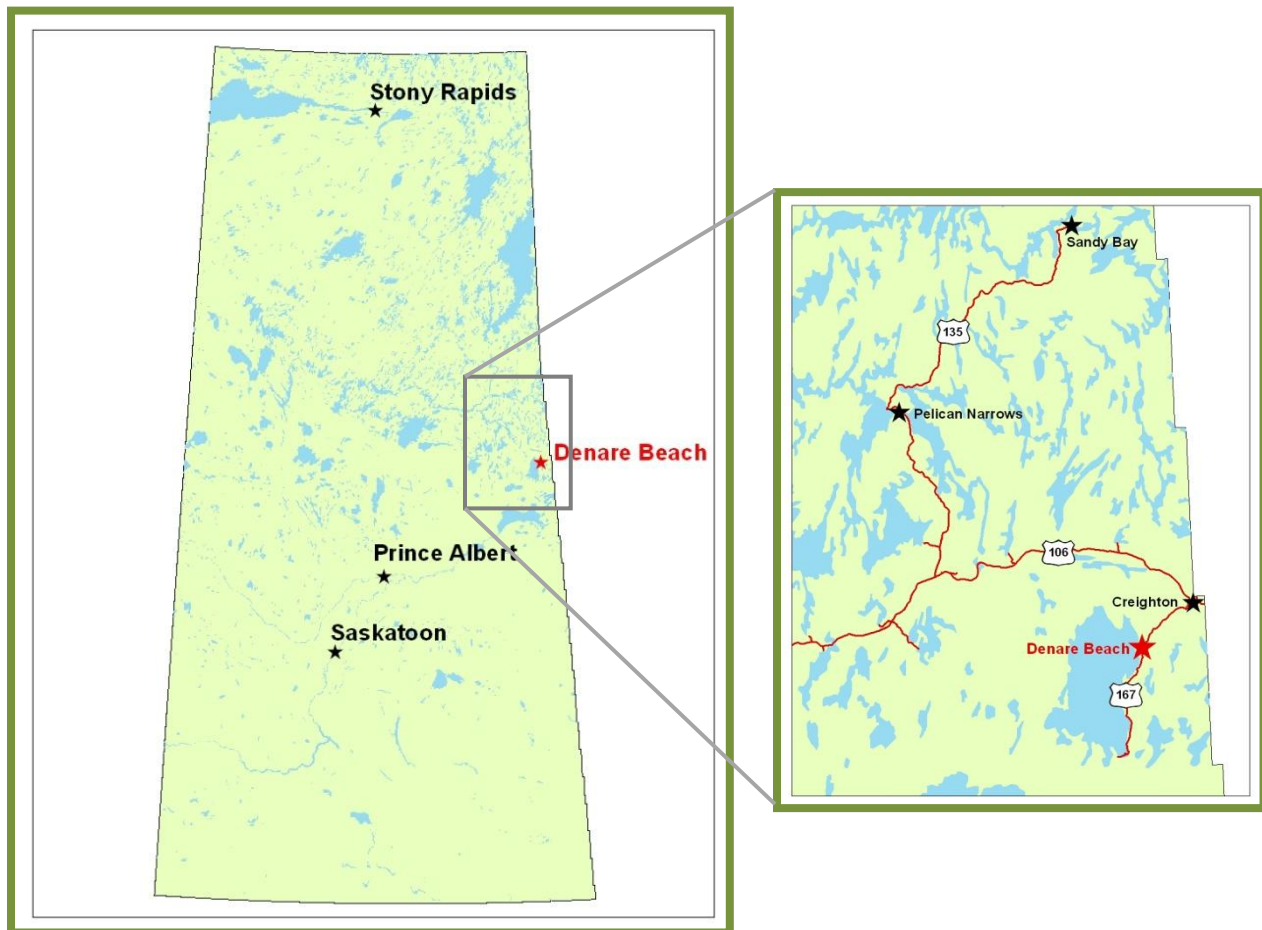 Stony Rapids
Denare Beach
Prince Albert
Saskatoon
Sandy Bay
135
Pelican Narrows
106
Creighton
Denare Beach
167